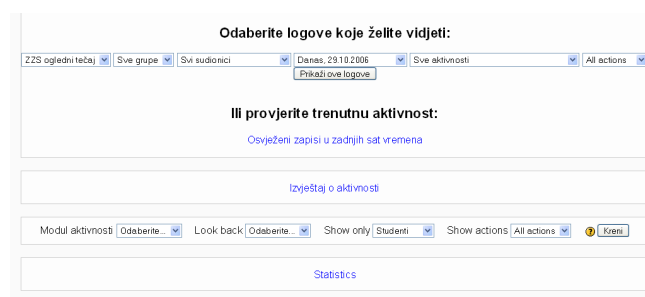 Odaberite logove koje želite vidjeti:
ZZS ogledni tečaj Sve grupe Svi sudionici Danas, 29.10.2006 Sve aktivnosti All actions
Prikaži ove logove
Ili provjerite trenutnu aktivnost:
Osvježeni zapisi u zadnjih sat vremena
Izvještaj o aktivnosti
Modul aktivnosti Odaberite... Look back Odaberite... Show only Studenti Show actions All actions ? Kreni
Statistics